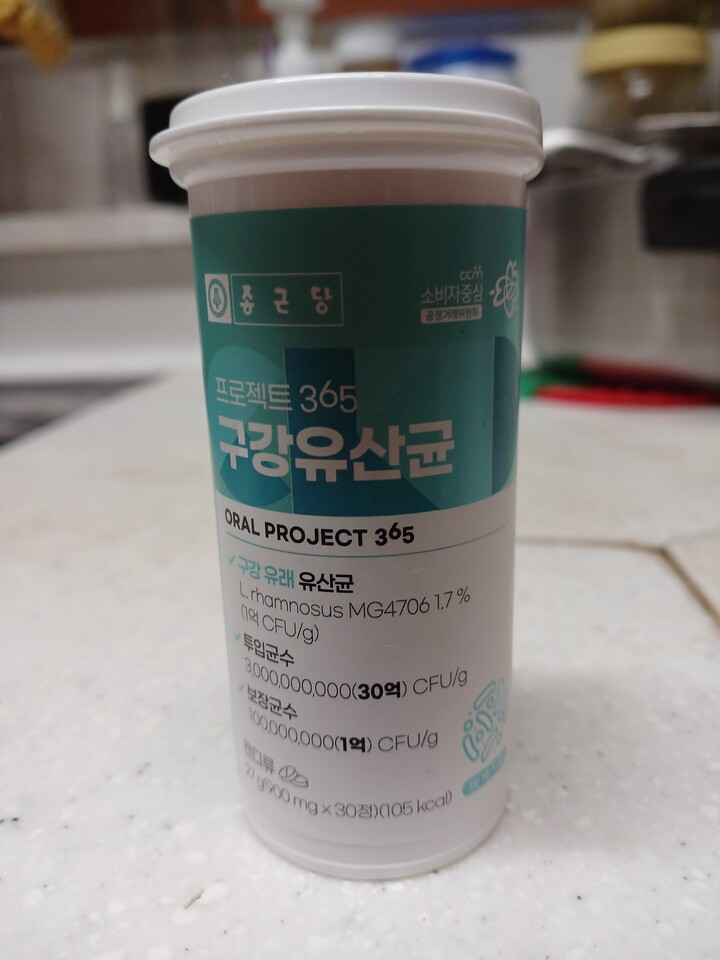 종근당
ccm
소비자중심
공정거래위원회
프로젝트 365
구강유산균
ORAL PROJECT 365
구강 유래 유산균
L. rhamnosus MG4706 1.7 %
(1억 CFU/g)
투입균수
3,000,000,000(30억) CFU/g
보장균수
100,000,000(1억) CFU/g
캔디류
27 g(900 mg x 30정)(105 kcal)